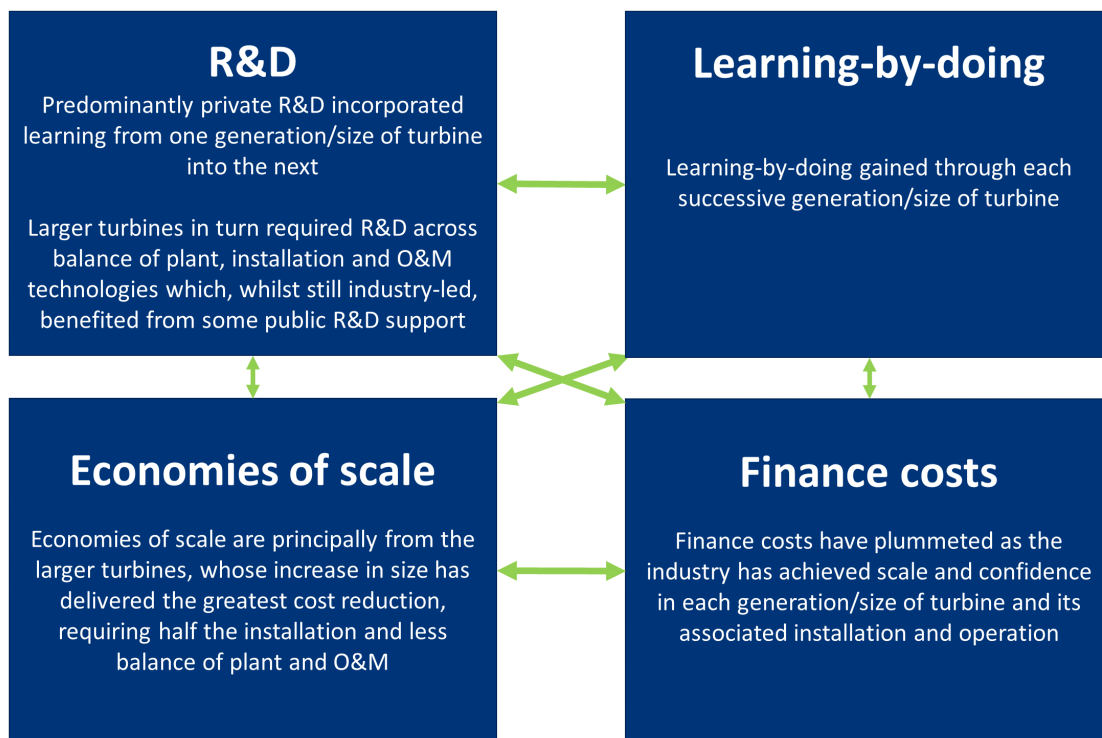 R&D
Predominantly private R&D incorporated
learning from one generation/size of turbine
into the next
Larger turbines in turn required R&D across
balance of plant, installation and O&M
technologies which, whilst still industry-led,
benefited from some public R&D support
Learning-by-doing
Learning-by-doing gained through each
successive generation/size of turbine
Economies of scale
Economies of scale are principally from the
larger turbines, whose increase in size has
delivered the greatest cost reduction,
requiring half the installation and less
balance of plant and O&M
Finance costs
Finance costs have plummeted as the
industry has achieved scale and confidence
in each generation/size of turbine and its
associated installation and operation